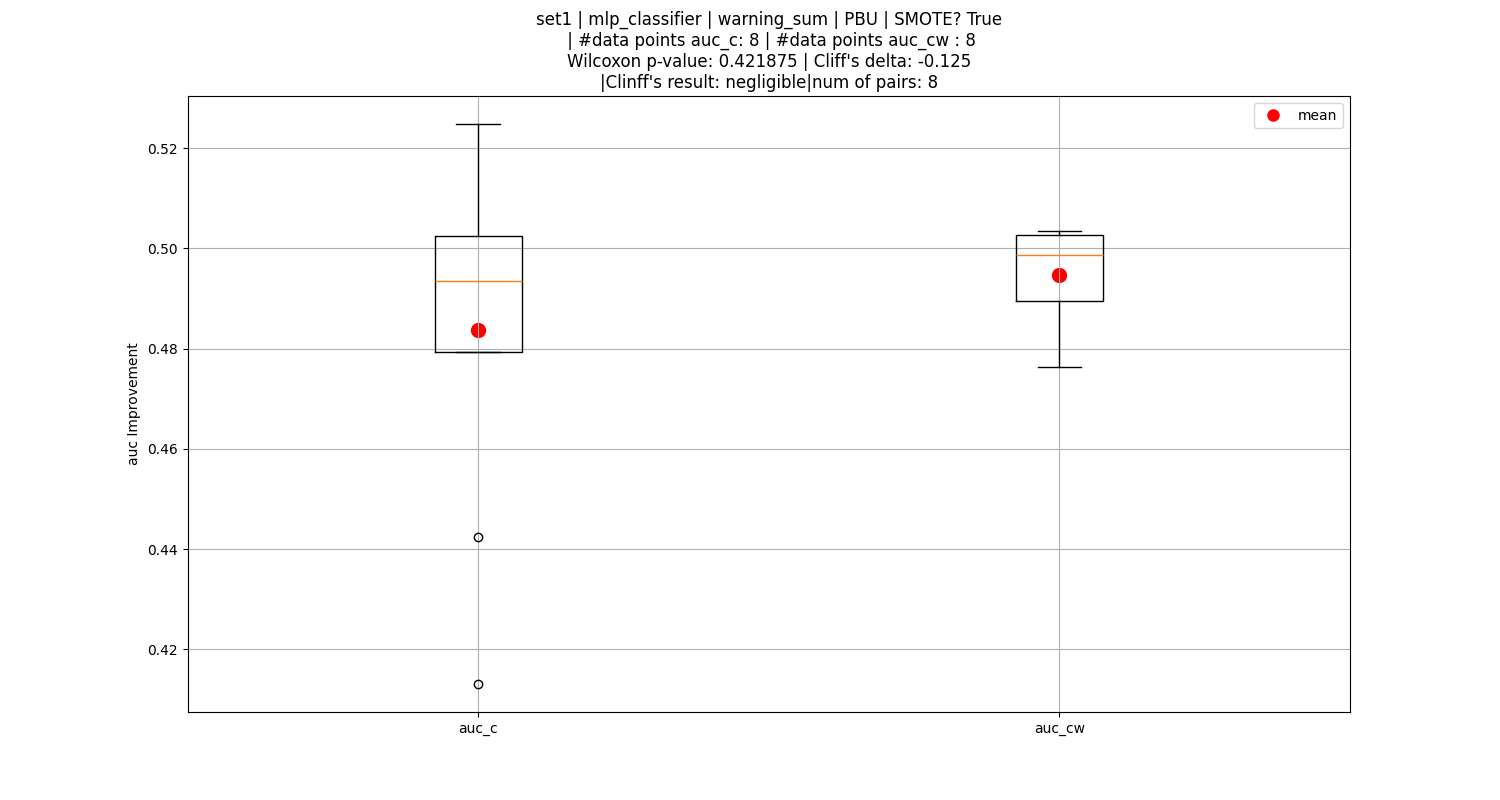 set1 | mlp_classifier | warning_sum | PBU | SMOTE? True
| #data points auc_c: 8 | #data points auc_cw : 8
Wilcoxon p-value: 0.421875 | Cliff's delta: -0.125
|Clinff's result: negligible|num of pairs: 8
mean
0.52
0.50
0.48
0.46
0.44
0.42
auc Improvement
auc_c
auc_cw